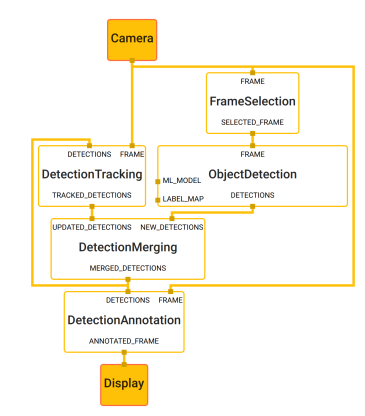 Camera
FRAME
FrameSelection
SELECTED_FRAME
DETECTIONS FRAME
DetectionTracking
TRACKED_DETECTIONS
FRAME
ML_MODEL
ObjectDetection
LABEL_MAP
DETECTIONS
UPDATED_DETECTIONS NEW_DETECTIONS
DetectionMerging
MERGED_DETECTIONS
DETECTIONS FRAME
DetectionAnnotation
ANNOTATED_FRAME
Display